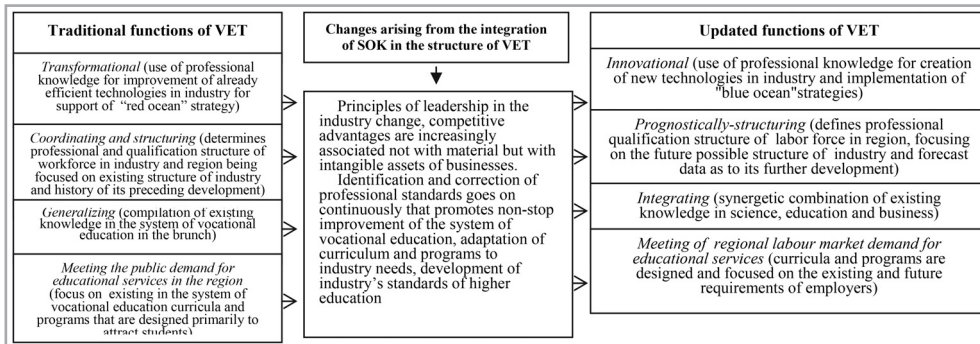 Traditional functions of VET
Transformational (use of professional
knowledge for improvement of already
efficient technologies in industry for
support of “red ocean” strategy)
Coordinating and structuring (determines
professional and qualification structure of
workforce in industry and region being
focused on existing structure of industry
and history of its preceding development)
Generalizing (compilation of existing
knowledge in the system of vocational
education in the brunch)
Meeting the public demand for
educational services in the region
(focus on existing in the system of
vocational education curricula and
programs that are designed primarily to
attract students)
Changes arising from the integration
of SOK in the structure of VET
Principles of leadership in the
industry change, competitive
advantages are increasingly
associated not with material but with
intangible assets of businesses.
Identification and correction of
professional standards goes on
continuously that promotes non-stop
improvement of the system of
vocational education, adaptation of
curriculum and programs to
industry needs, development of
industry’s standards of higher
education
Updated functions of VET
Innovational (use of professional knowledge for creation
of new technologies in industry and implementation of
"blue ocean"strategies)
Prognostically-structuring (defines professional
qualification structure of labor force in region, focusing
on the future possible structure of industry and forecast
data as to its further development)
Integrating (synergetic combination of existing
knowledge in science, education and business)
Meeting of regional labour market demand for
educational services (curricula and programs are
designed and focused on the existing and future
requirements of employers)